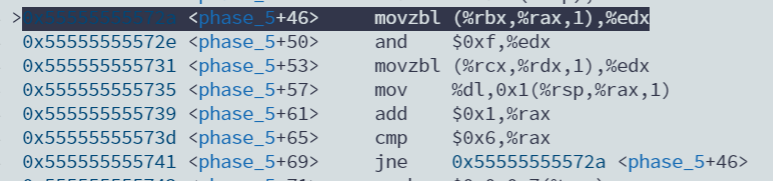 > 0x55555555572a <phase_5+46> movzbl (%rbx,%rax,1),%edx
0x55555555572e <phase_5+50> and $0xf,%edx
0x555555555731 <phase_5+53> movzbl (%rcx,%rdx,1),%edx
0x555555555735 <phase_5+57> mov %dl,0x1(%rsp,%rax,1)
0x555555555739 <phase_5+61> add $0x1,%rax
0x55555555573d <phase_5+65> cmp $0x6,%rax
0x555555555741 <phase_5+69> jne 0x55555555572a <phase_5+46>